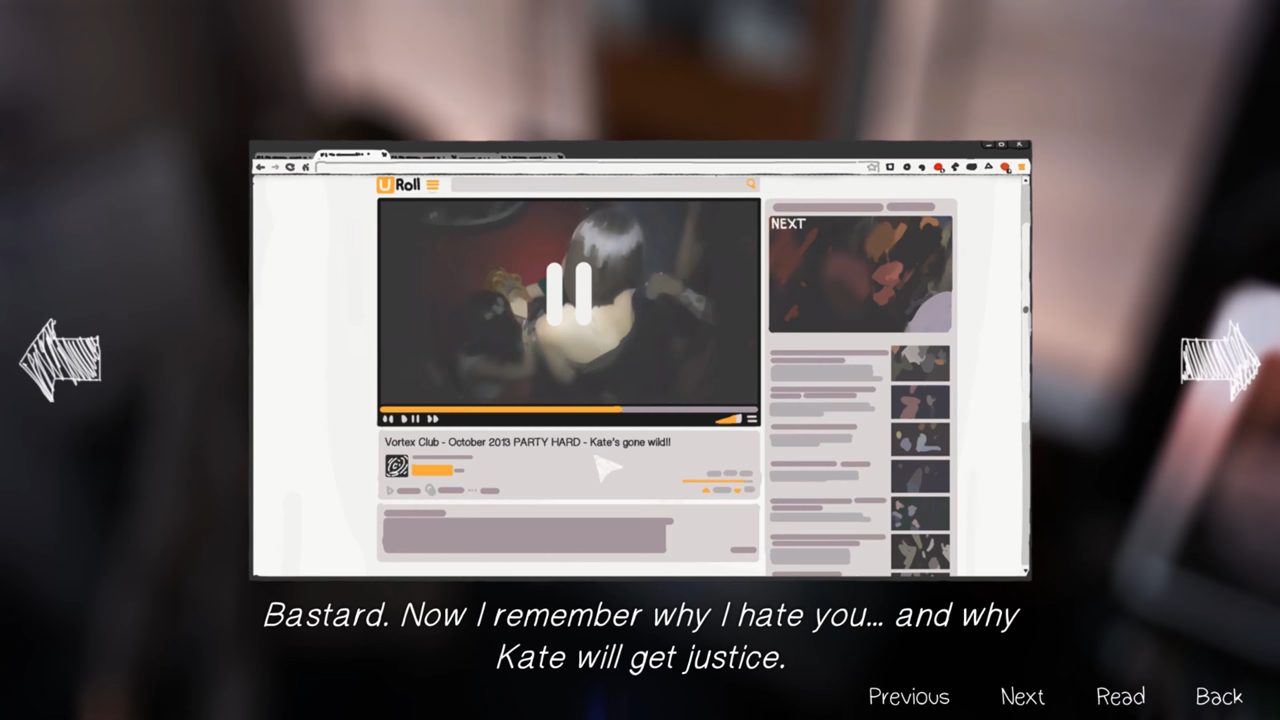 U Roll
NEXT
Vortex Club - October 2013 PARTY HARD - Kate's gone wild!!
Bastard. Now I remember why I hate you... and why
Kate will get justice.
Previous Next Read Back